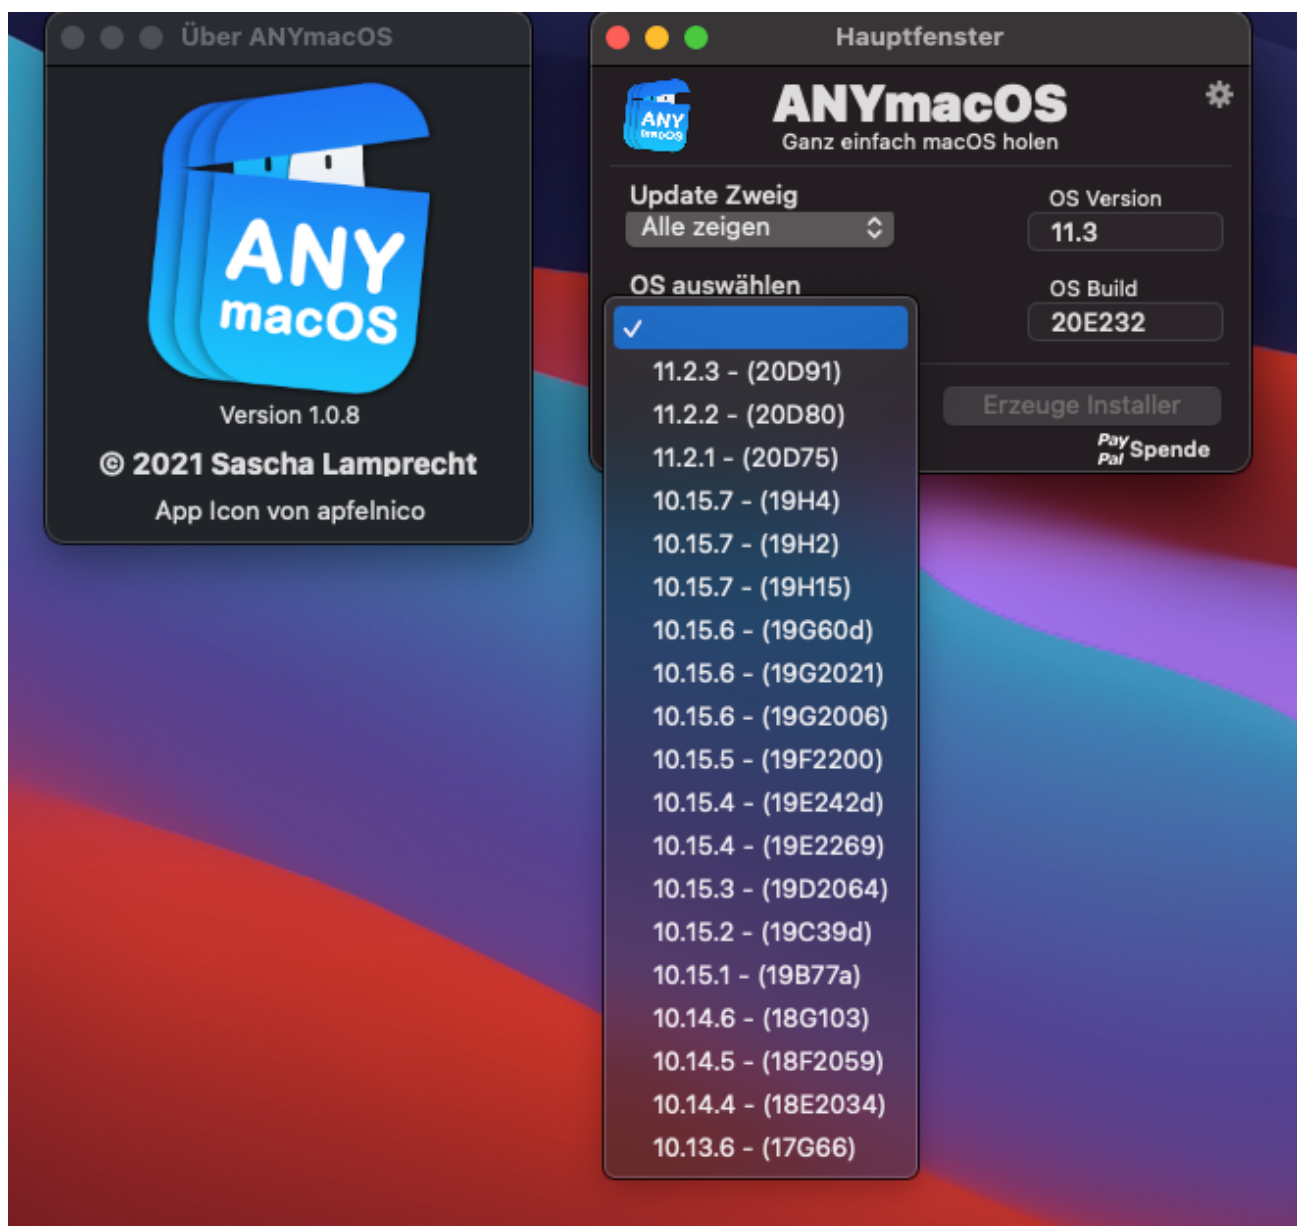 Über ANYmacOS
ANY
macOS
Version 1.0.8
© 2021 Sascha Lamprecht
App Icon von apfelnico
Hauptfenster
ANY
macOS
ANYmacOS
Ganz einfach macOS holen
Update Zweig
OS Version
Alle zeigen
11.3
OS auswählen
OS Build
20E232
✓
11.2.3 - (20D91)
11.2.2 - (20D80)
11.2.1 - (20D75)
10.15.7 - (19H4)
10.15.7 - (19H2)
10.15.7 - (19H15)
10.15.6 - (19G60d)
10.15.6 - (19G2021)
10.15.6 - (19G2006)
10.15.5 - (19F2200)
10.15.4 - (19E242d)
10.15.4 - (19E2269)
10.15.3 - (19D2064)
10.15.2 - (19C39d)
10.15.1 - (19B77a)
10.14.6 - (18G103)
10.14.5 - (18F2059)
10.14.4 - (18E2034)
10.13.6 - (17G66)
Erzeuge Installer
Pay
Pal Spende